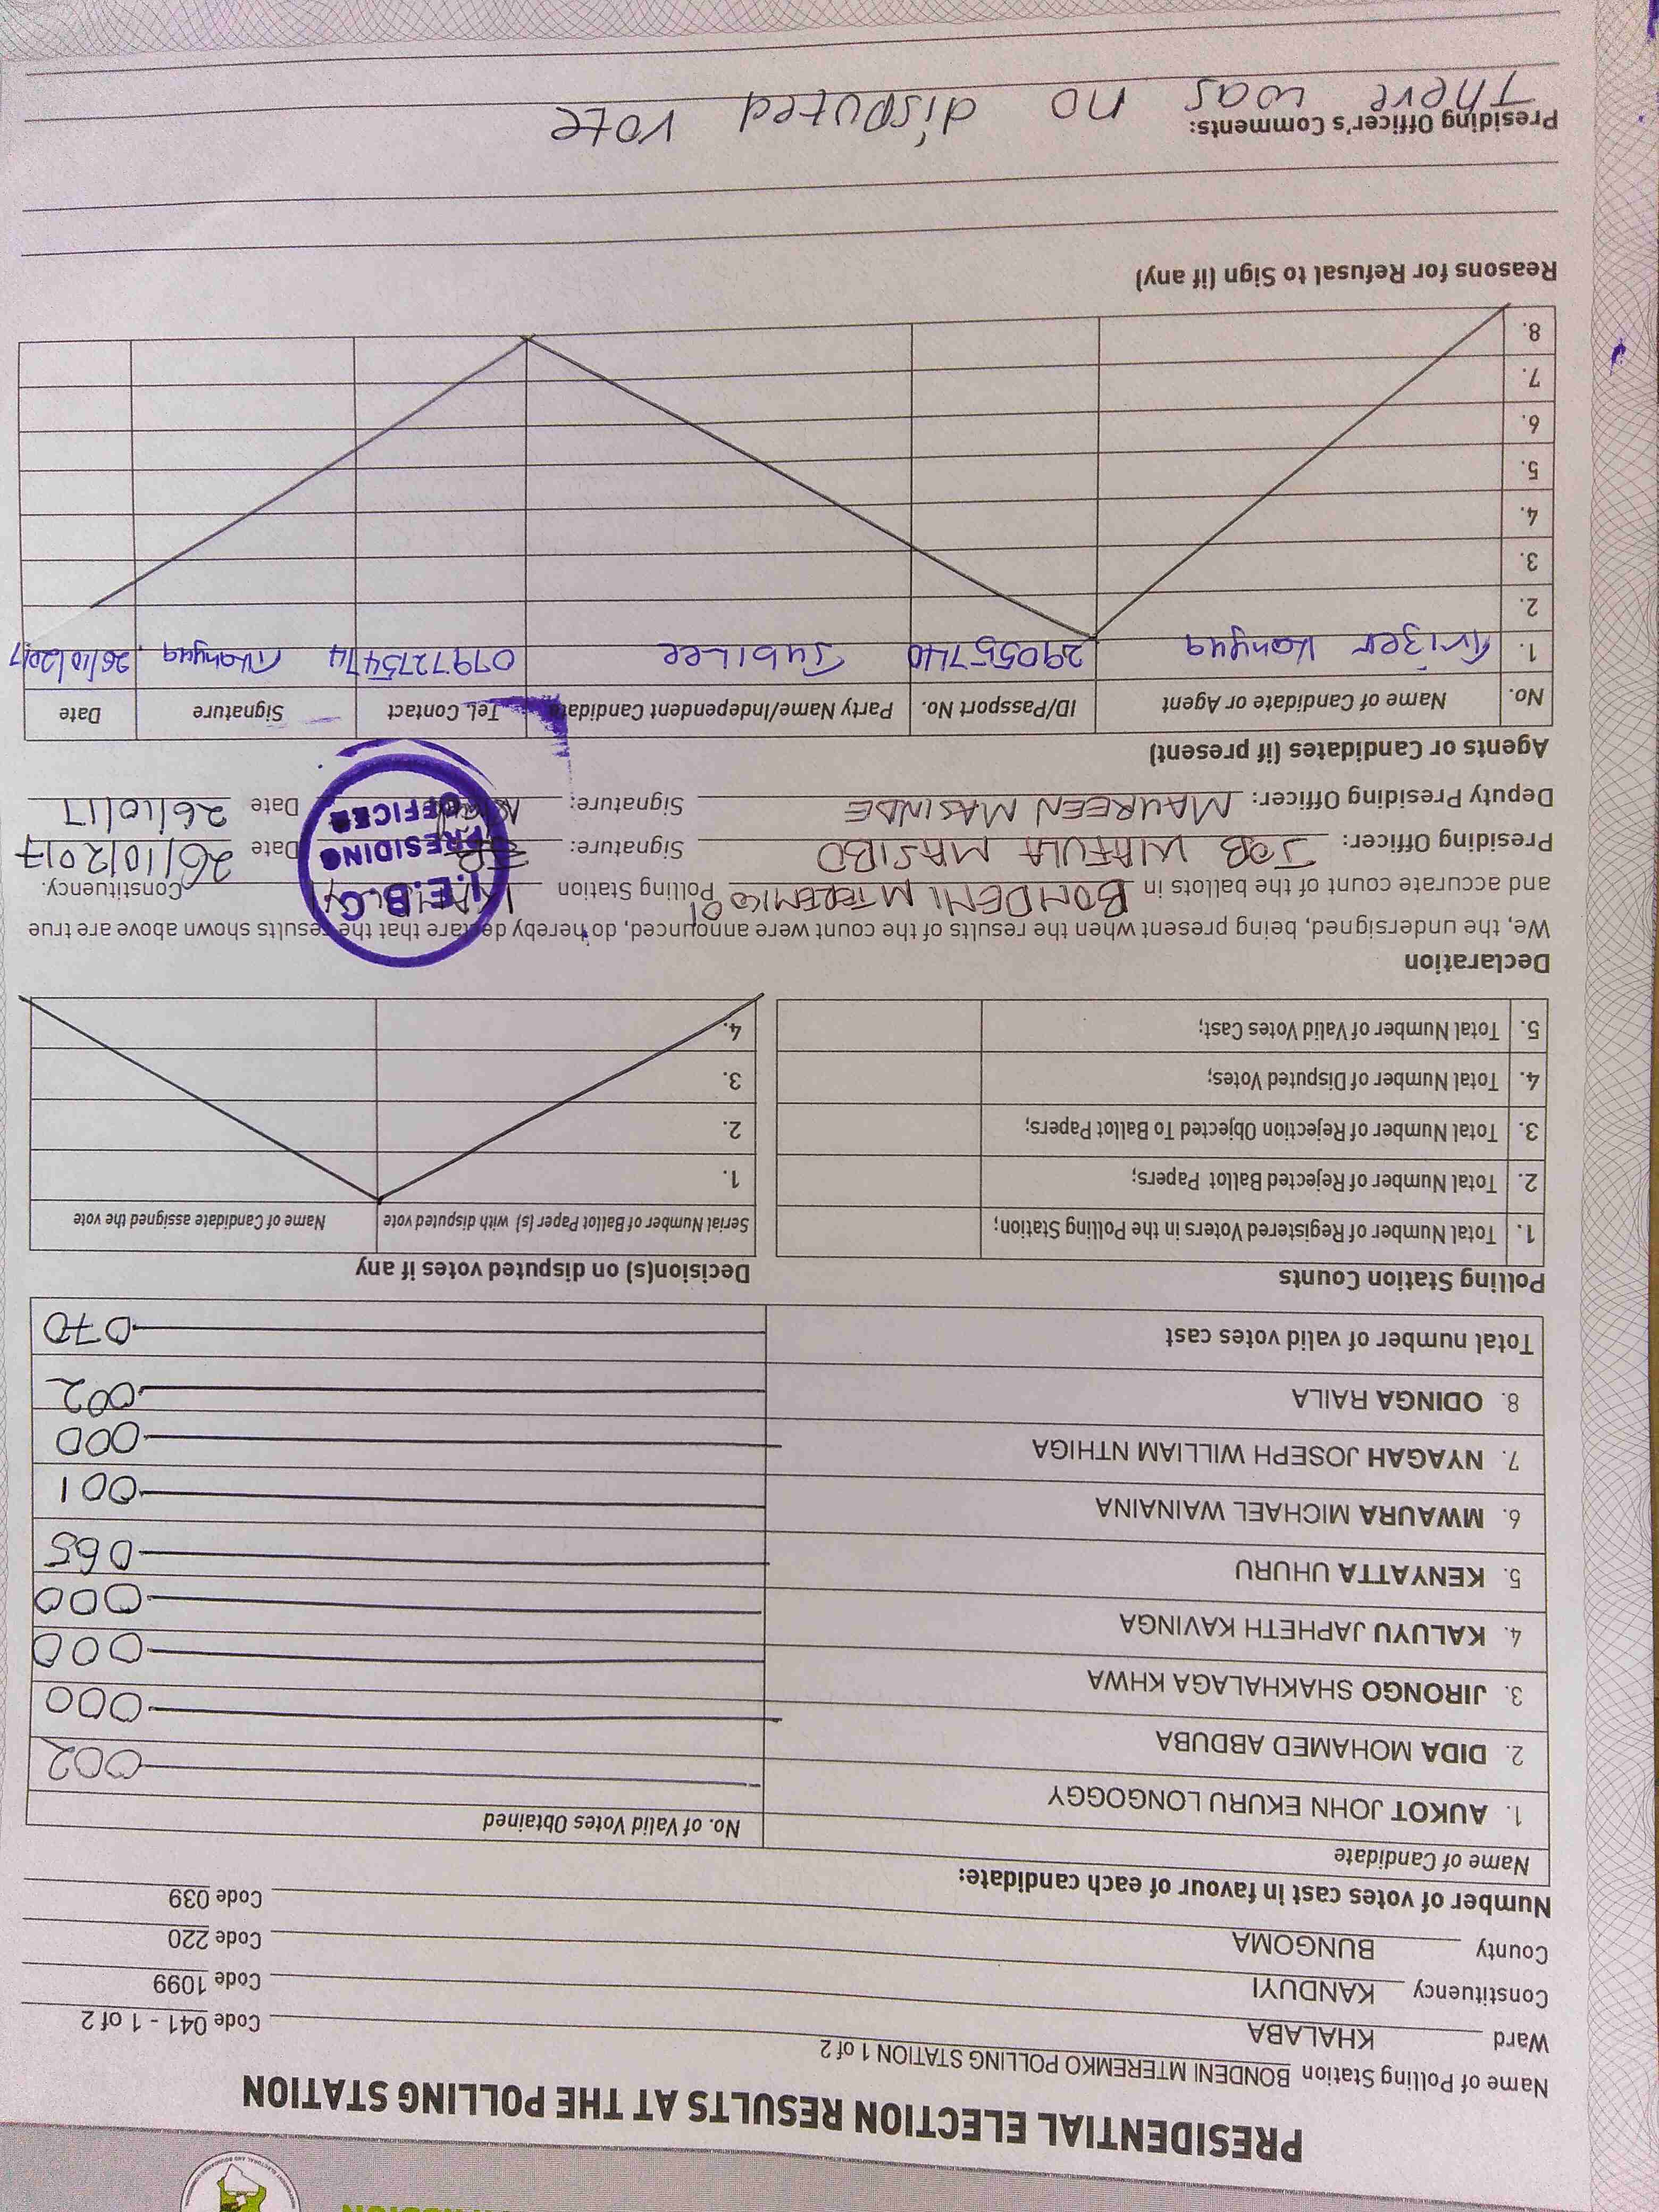 PRESIDENTIAL ELECTION RESULTS AT THE POLLING STATION
Name of Polling Station BONDENI MTEREMKO POLLING STATION 1 of 2 Code 041 - 1 of 2
Ward KHALABA Code 1099
Constituency KANDUYI Code 220
County BUNGOMA Code 039
Number of votes cast in favour of each candidate:
Name of Candidate No. of Valid Votes Obtained
1. AUKOT JOHN EKURU LONGOGGY 002
2. DIDA MOHAMED ABDUBA 000
3. JIRONGO SHAKHALAGA KHWA 000
4. KALUYU JAPHETH KAVINGA 000
5. KENYATTA UHURU 065
6. MWAURA MICHAEL WAINAINA 001
7. NYAGAH JOSEPH WILLIAM NTHIGA 000
8. ODINGA RAILA 002
Total number of valid votes cast 070
Polling Station Counts
1. Total Number of Registered Voters in the Polling Station;
2. Total Number of Rejected Ballot Papers;
3. Total Number of Rejection Objected To Ballot Papers;
4. Total Number of Disputed Votes;
5. Total Number of Valid Votes Cast;
Decision(s) on disputed votes if any
Serial Number of Ballot Paper (s) with disputed vote Name of Candidate assigned the vote
1.
2.
3.
4.
Declaration
We, the undersigned, being present when the results of the count were announced, do hereby declare that the results shown above are true
and accurate count of the ballots in BONDENI Polling Station Constituency.
Presiding Officer: JOB WAFULA MASIBO Signature: Date 26/10/2017
Deputy Presiding Officer: MAUREEN MASINDE Signature: Date 26/10/17
I.E.B.C
PRESIDING
OFFICER
Agents or Candidates (if present)
No. Name of Candidate or Agent ID/Passport No. Party Name/Independent Candidate Tel. Contact Signature Date
1. Kanyua 29055740 Jubilee 0797275474 26/10/2017
2.
3.
4.
5.
6.
7.
8.
Reasons for Refusal to Sign (if any)
Presiding Officer's Comments:
There was no disputed vote